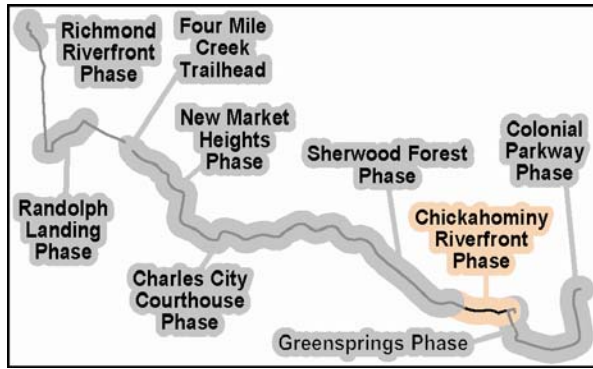 Richmond
Riverfront
Phase
Four Mile
Creek
Trailhead
New Market
Heights
Phase
Sherwood Forest
Phase
Colonial
Parkway
Phase
Randolph
Landing
Phase
Chickahominy
Riverfront
Phase
Charles City
Courthouse
Phase
Greensprings Phase